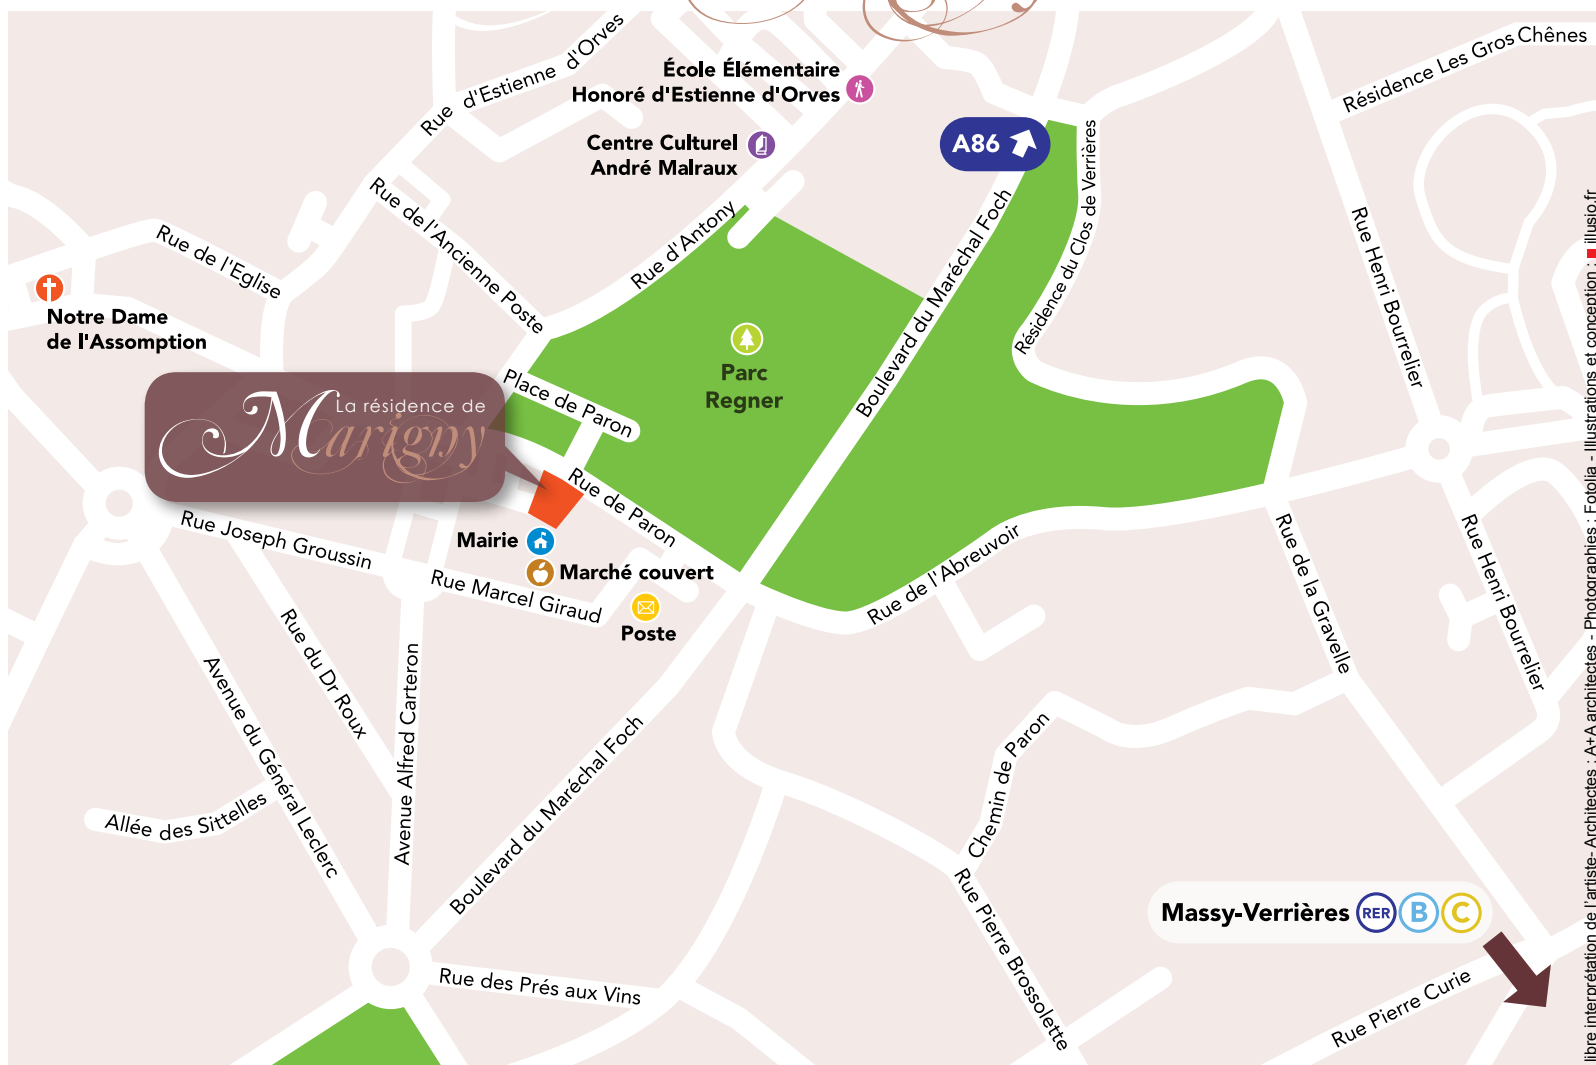 Rue d'Estienne d'Orves
École Élémentaire
Honoré d'Estienne d'Orves
Centre Culturel
André Malraux
A86
Résidence Les Gros Chênes
Résidence du Clos de Verrières
Rue de l'Ancienne Poste
Rue d'Antony
Boulevard du Maréchal Foch
Rue Henri Bourrelier
Rue de l'Eglise
Notre Dame
de l'Assomption
Parc
Regner
Place de Paron
La résidence de
Marigny
Rue de Paron
Rue Joseph Groussin
Mairie
Marché couvert
Rue Marcel Giraud
Poste
Rue de l'Abreuvoir
Rue de la Gravelle
Rue Henri Bourrelier
Rue du Dr Roux
Avenue du Général Leclerc
Avenue Alfred Carteron
Boulevard du Maréchal Foch
Allée des Sittelles
Chemin de Paron
Rue Pierre Brossolette
Massy-Verrières RER B C
Rue des Prés aux Vins
Rue Pierre Curie
libre interprétation de l'artiste- Architectes : A+A architectes - Photographies : Fotolia - Illustrations et conception : illusio.fr